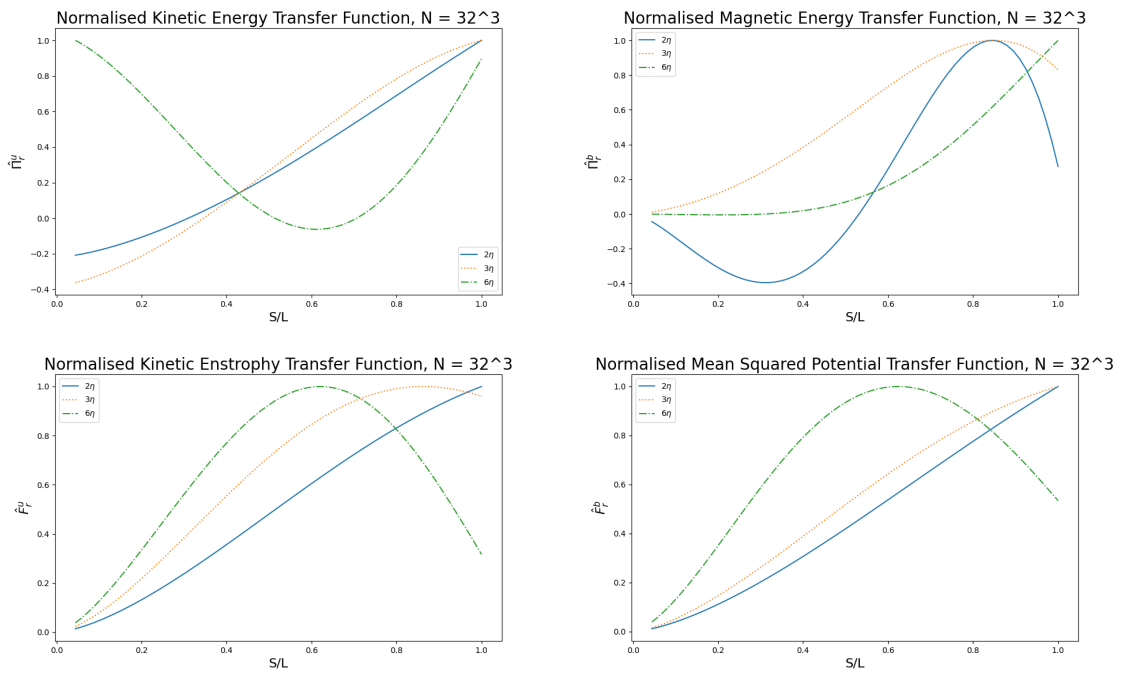 Normalised Kinetic Energy Transfer Function, N = 32^3
1.0
0.8
0.6
0.4
0.2
0.0
−0.2
−0.4
Π̂ᵣᵘ
2η
3η
6η
0.0 0.2 0.4 0.6 0.8 1.0
S/L
Normalised Magnetic Energy Transfer Function, N = 32^3
2η
3η
6η
1.0
0.8
0.6
0.4
0.2
0.0
−0.2
−0.4
Π̂ᵣᵇ
0.0 0.2 0.4 0.6 0.8 1.0
S/L
Normalised Kinetic Enstrophy Transfer Function, N = 32^3
2η
3η
6η
1.0
0.8
0.6
0.4
0.2
0.0
F̂ᵣᵘ
0.0 0.2 0.4 0.6 0.8 1.0
S/L
Normalised Mean Squared Potential Transfer Function, N = 32^3
2η
3η
6η
1.0
0.8
0.6
0.4
0.2
0.0
F̂ᵣᵇ
0.0 0.2 0.4 0.6 0.8 1.0
S/L